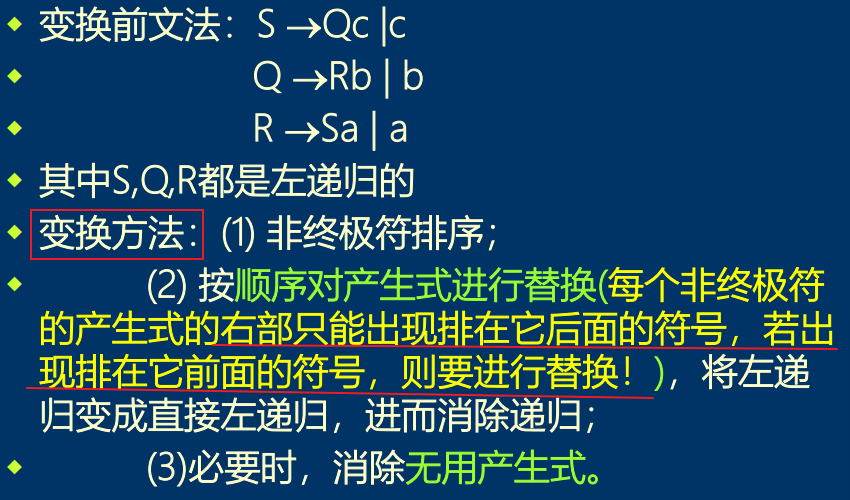 变换前文法：S →Qc |c
Q →Rb | b
R →Sa | a
其中S,Q,R都是左递归的
变换方法：(1) 非终极符排序；
(2) 按顺序对产生式进行替换(每个非终极符
的产生式的右部只能出现排在它后面的符号，若出
现排在它前面的符号，则要进行替换！)，将左递
归变成直接左递归，进而消除递归；
(3)必要时，消除无用产生式。